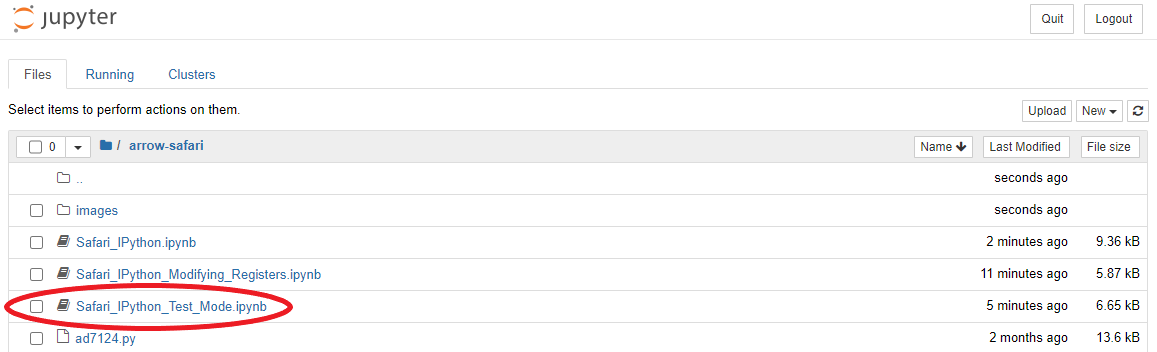 jupyter Quit Logout
Files Running Clusters
Select items to perform actions on them. Upload New
0 / arrow-safari Name Last Modified File size
.. seconds ago
images seconds ago
Safari_IPython.ipynb 2 minutes ago 9.36 kB
Safari_IPython_Modifying_Registers.ipynb 11 minutes ago 5.87 kB
Safari_IPython_Test_Mode.ipynb 5 minutes ago 6.65 kB
ad7124.py 2 months ago 13.6 kB